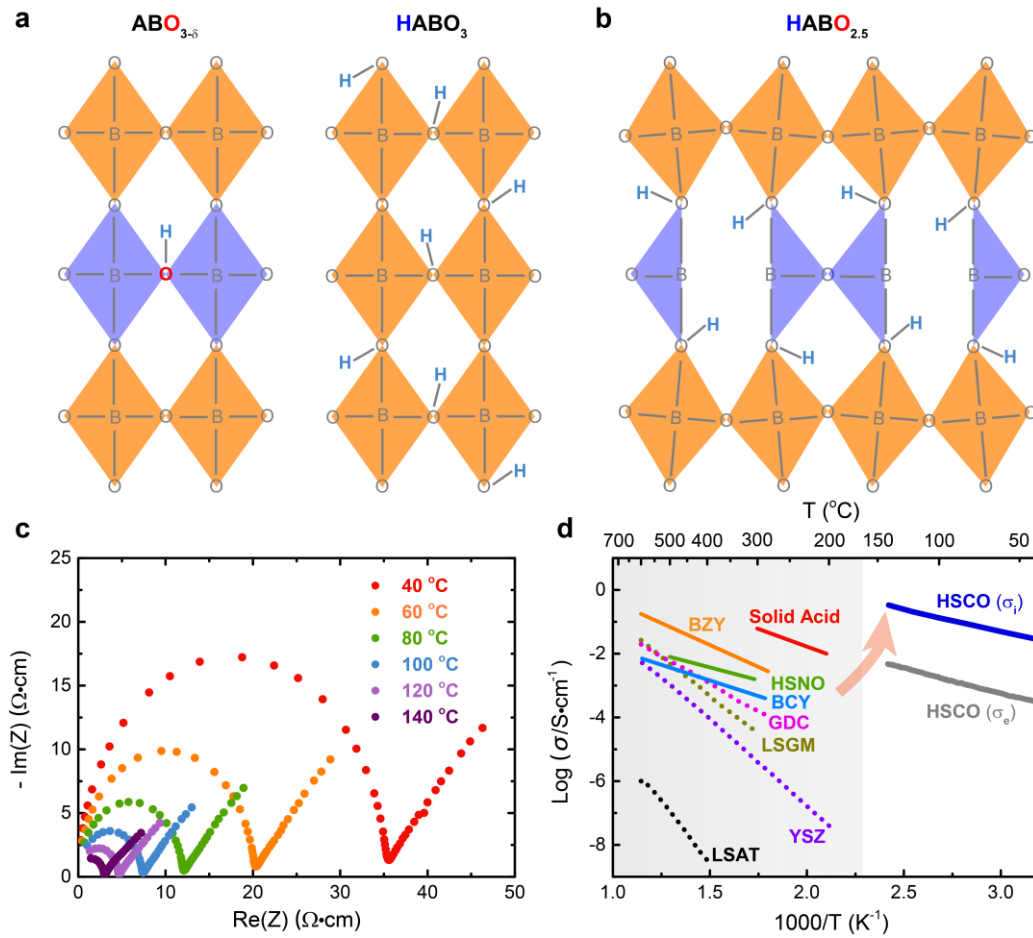 a
ABO3-δ
HABO3
b
HABO2.5
O O O O
H
H
O B O B O O B O B O
O O O O
H
H
H
O B O B O O B O B O
O O O O
H
H
O B O B O O B O B O
H
O O O O
O O O O
B B B B
O O O O O
H H H H
O O O O
O B B O B B
H H H H
O O O O
B B B B
O O O O O
O O O O
c
25
20
15
10
5
0
- Im(Z) (Ω•cm)
40 °C
60 °C
80 °C
100 °C
120 °C
140 °C
0 10 20 30 40 50
Re(Z) (Ω•cm)
d
T (°C)
700 500 400 300 200 150 100 50
0
-2
-4
-6
-8
Log (σ/S•cm-1)
BZY
Solid Acid
HSNO
BCY
GDC
LSGM
YSZ
LSAT
HSCO (σi)
HSCO (σe)
1.0 1.5 2.0 2.5 3.0
1000/T (K-1)